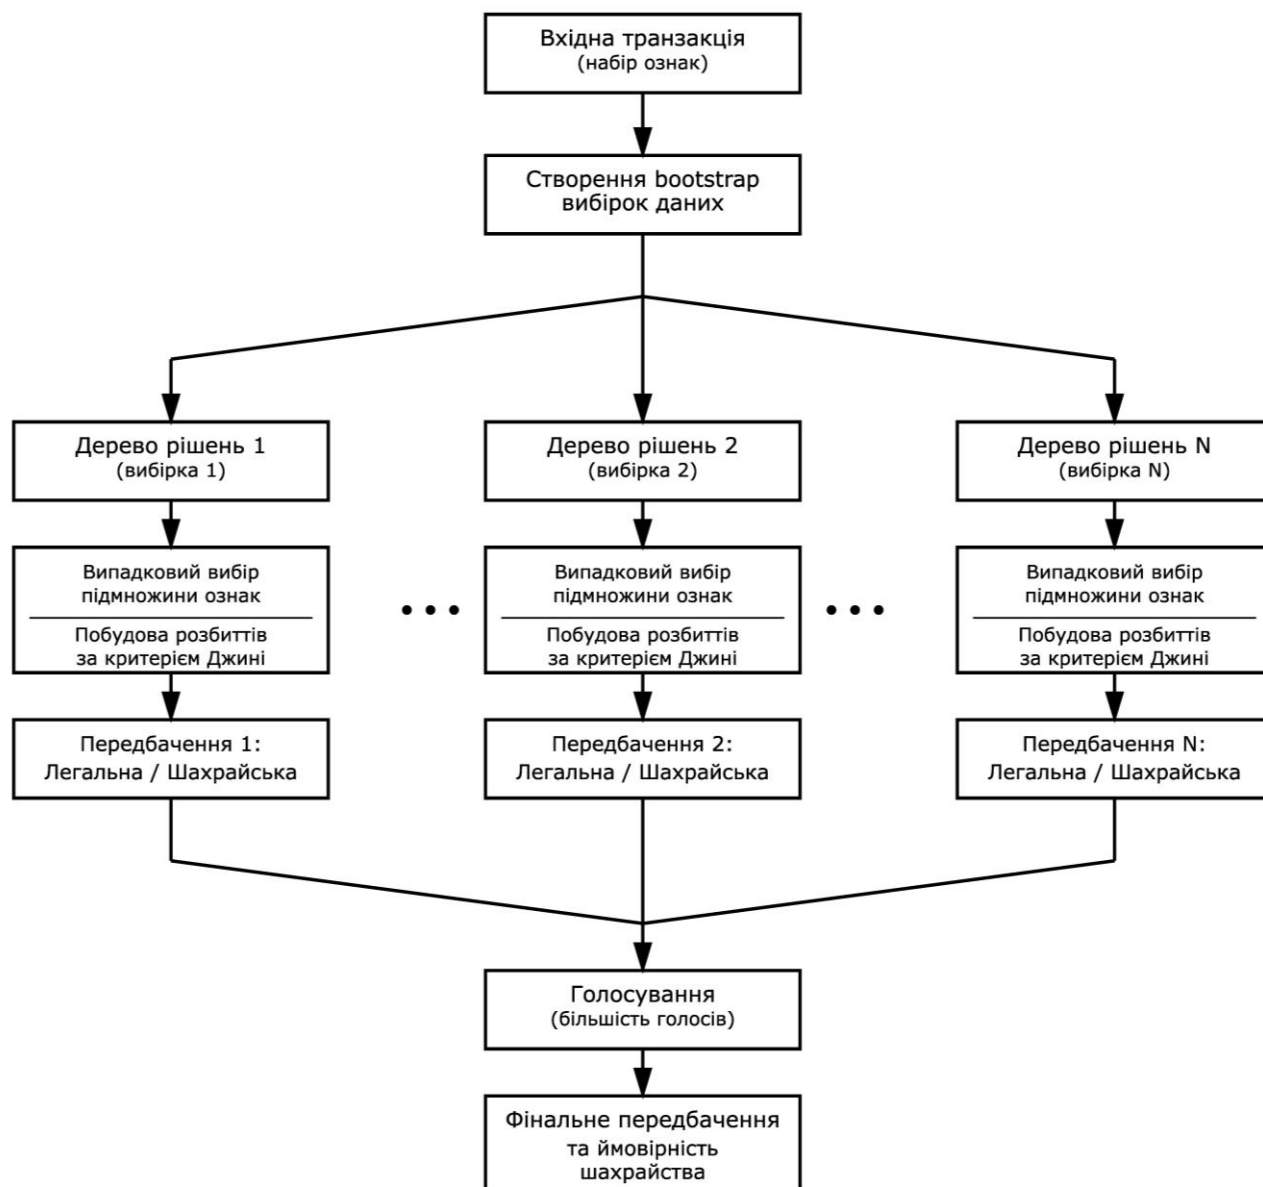 Вхідна транзакція
(набір ознак)
Створення bootstrap
вибірок даних
Дерево рішень 1
(вибірка 1)
Дерево рішень 2
(вибірка 2)
Дерево рішень N
(вибірка N)
Випадковий вибір
підмножини ознак
Побудова розбиттів
за критерієм Джині
Випадковий вибір
підмножини ознак
Побудова розбиттів
за критерієм Джині
Випадковий вибір
підмножини ознак
Побудова розбиттів
за критерієм Джині
Передбачення 1:
Легальна / Шахрайська
Передбачення 2:
Легальна / Шахрайська
Передбачення N:
Легальна / Шахрайська
Голосування
(більшість голосів)
Фінальне передбачення
та ймовірність
шахрайства